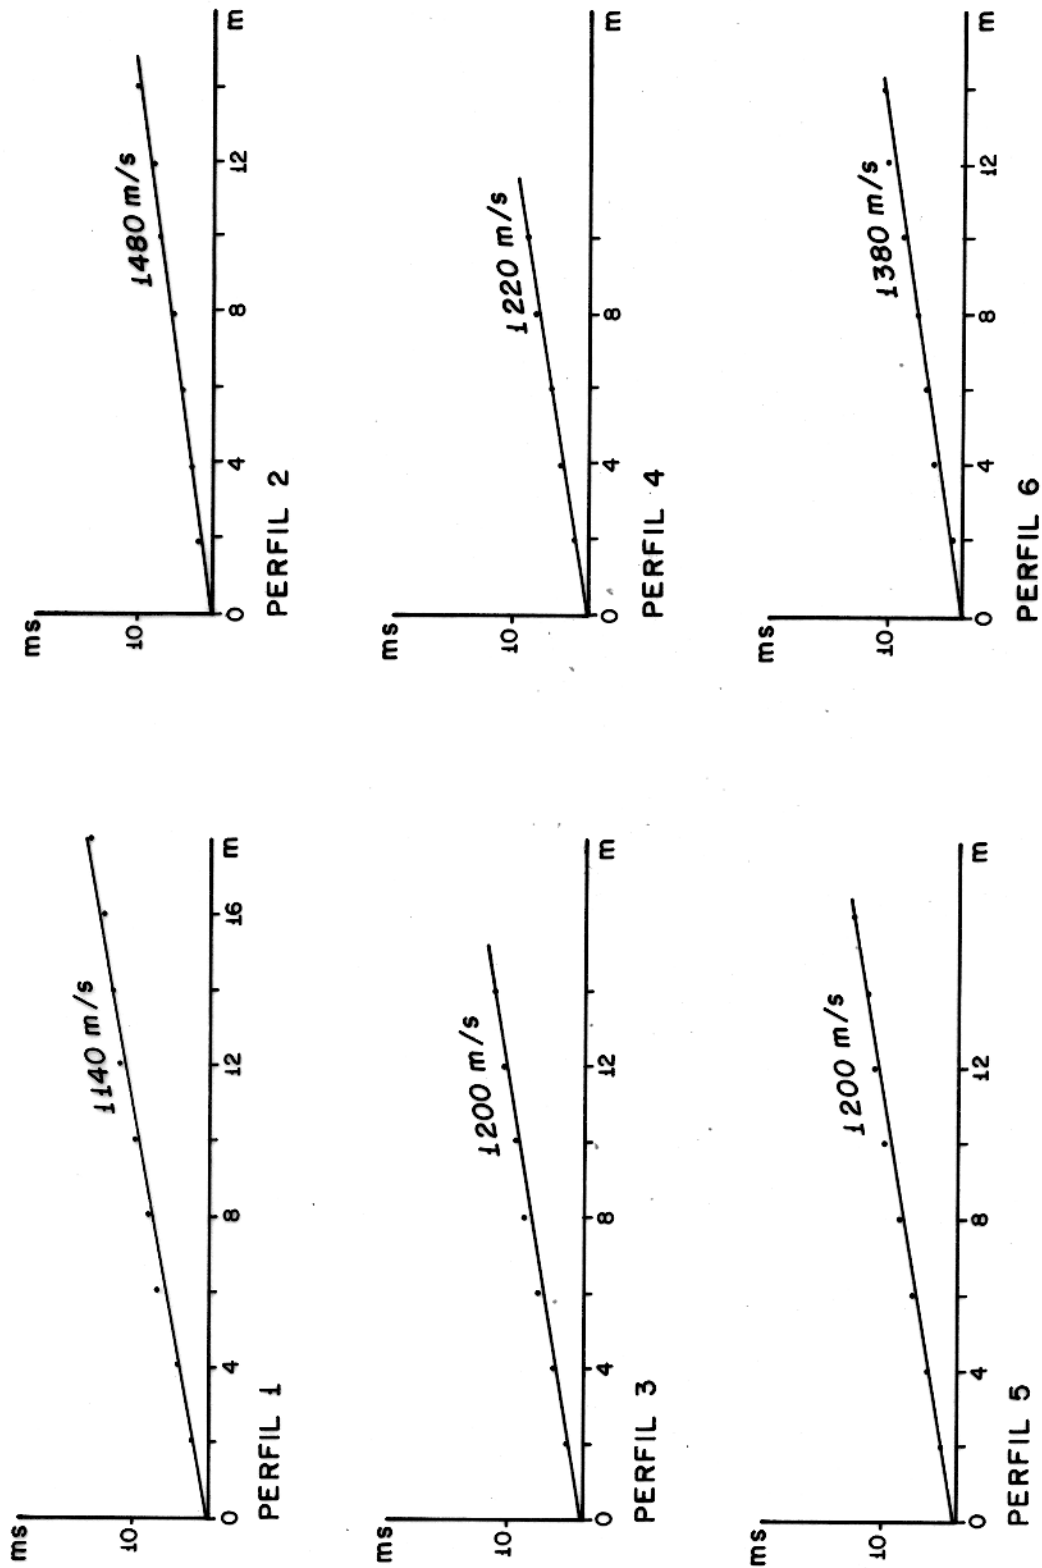 ms
10
1140 m/s
0 4 8 12 16 m
PERFIL 1
ms
10
1480 m/s
0 4 8 12 m
PERFIL 2
ms
10
1200 m/s
0 4 8 12 m
PERFIL 3
ms
10
1220 m/s
0 4 8 m
PERFIL 4
ms
10
1200 m/s
0 4 8 12 m
PERFIL 5
ms
10
1380 m/s
0 4 8 12 m
PERFIL 6